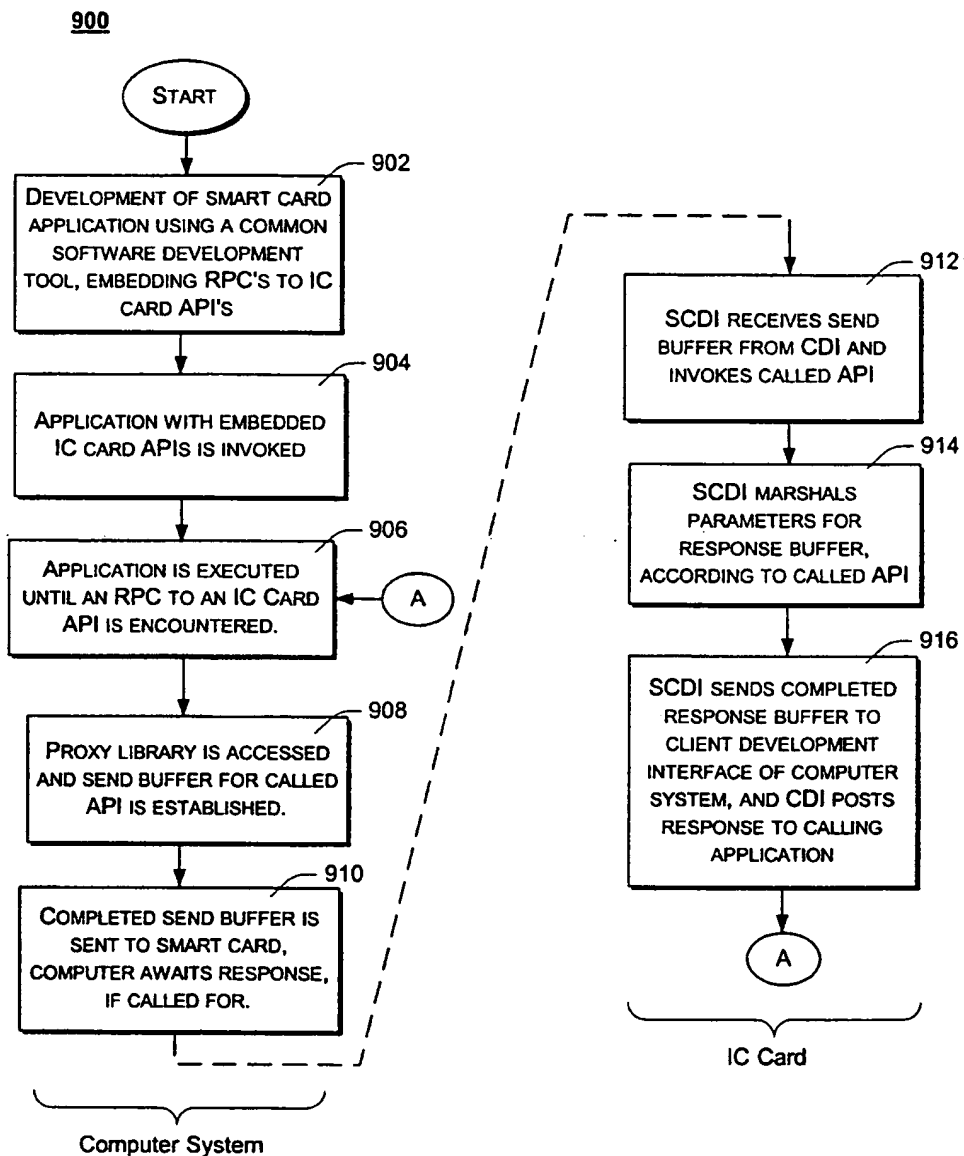 900
START
902
DEVELOPMENT OF SMART CARD
APPLICATION USING A COMMON
SOFTWARE DEVELOPMENT
TOOL, EMBEDDING RPC'S TO IC
CARD API'S
904
APPLICATION WITH EMBEDDED
IC CARD APIS IS INVOKED
906
APPLICATION IS EXECUTED
UNTIL AN RPC TO AN IC CARD
API IS ENCOUNTERED.
A
908
PROXY LIBRARY IS ACCESSED
AND SEND BUFFER FOR CALLED
API IS ESTABLISHED.
910
COMPLETED SEND BUFFER IS
SENT TO SMART CARD,
COMPUTER AWAITS RESPONSE,
IF CALLED FOR.
Computer System
912
SCDI RECEIVES SEND
BUFFER FROM CDI AND
INVOKES CALLED API
914
SCDI MARSHALS
PARAMETERS FOR
RESPONSE BUFFER,
ACCORDING TO CALLED API
916
SCDI SENDS COMPLETED
RESPONSE BUFFER TO
CLIENT DEVELOPMENT
INTERFACE OF COMPUTER
SYSTEM, AND CDI POSTS
RESPONSE TO CALLING
APPLICATION
A
IC Card